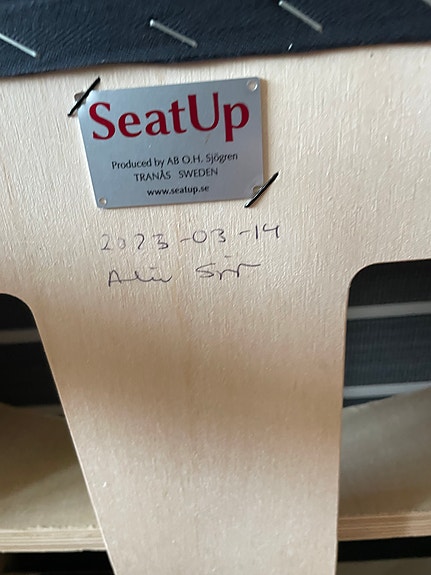 SeatUp
Produced by AB O.H. Sjögren
TRANÅS SWEDEN
www.seatup.se
2023-03-14